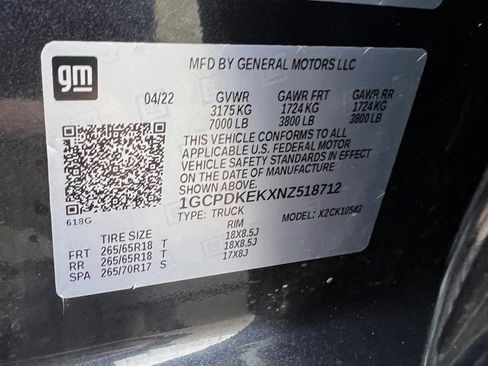 gm
MFD BY GENERAL MOTORS LLC
04/22 GVWR GAWR FRT GAWR RR
3175 KG 1724 KG 1724 KG
7000 LB 3800 LB 3800 LB
THIS VEHICLE CONFORMS TO ALL
APPLICABLE U.S. FEDERAL MOTOR
VEHICLE SAFETY STANDARDS IN EFFECT
ON THE DATE OF MANUFACTURE
SHOWN ABOVE.
1GCPDKEKXNZ518712
618G TYPE: TRUCK MODEL: X2CK10543
TIRE SIZE RIM
FRT 265/65R18 T 18X8.5J
RR 265/65R18 T 18X8.5J
SPA 265/70R17 S 17X8J